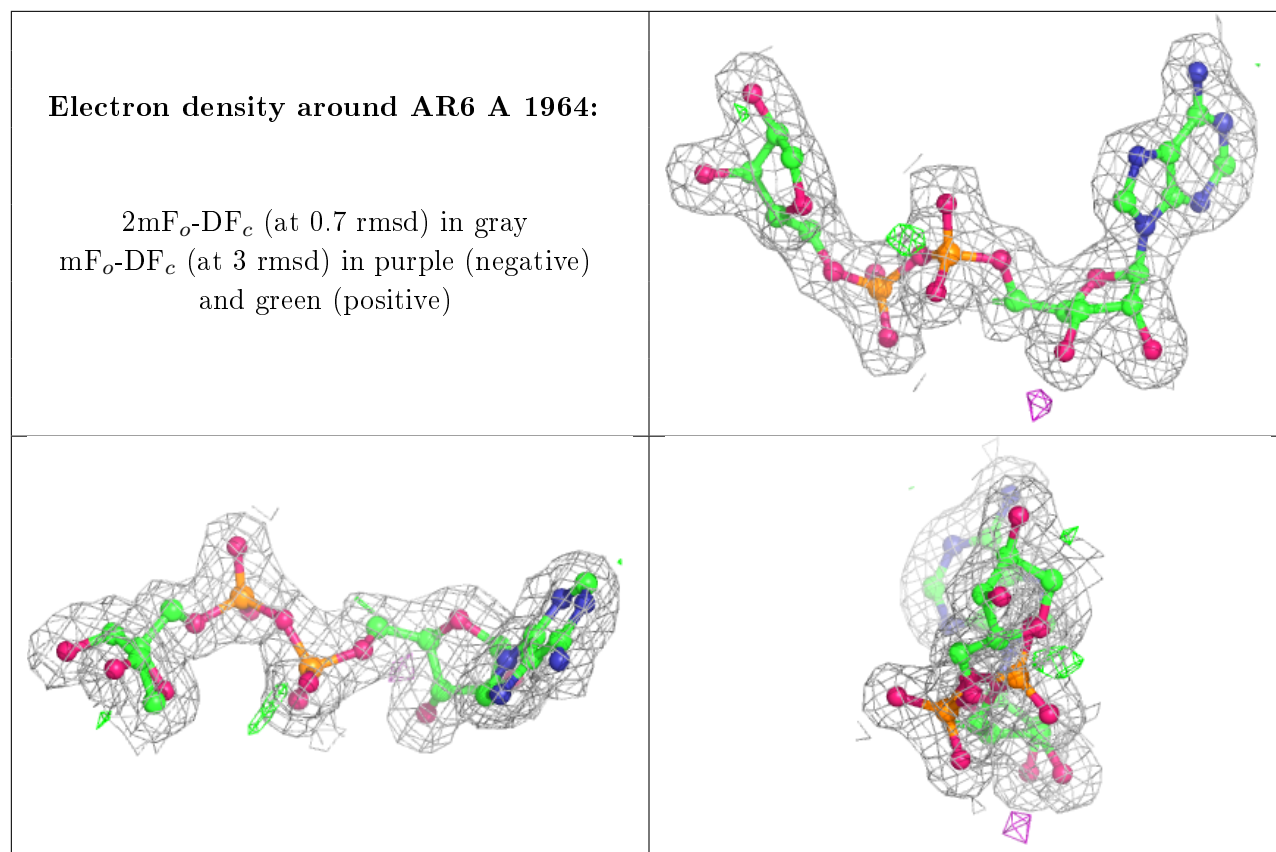 Electron density around AR6 A 1964:
2mFₒ-DF𝒸 (at 0.7 rmsd) in gray
mFₒ-DF𝒸 (at 3 rmsd) in purple (negative)
and green (positive)